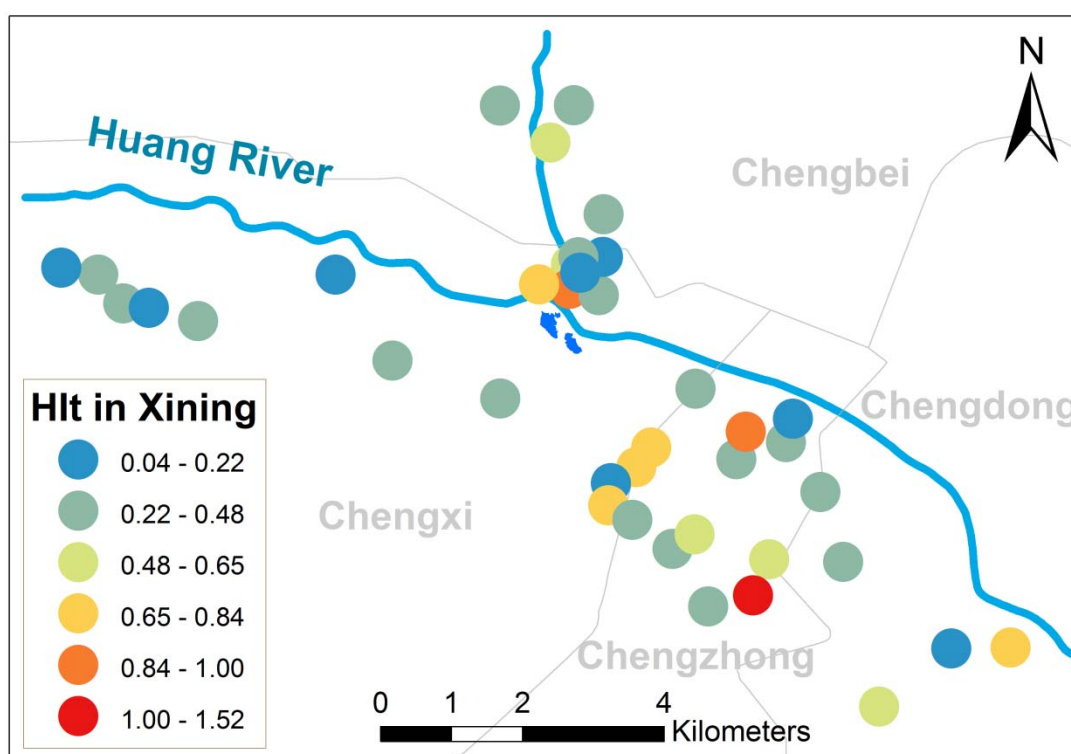 N
Huang River
Chengbei
Chengdong
Chengxi
Chengzhong
HIt in Xining
0.04 - 0.22
0.22 - 0.48
0.48 - 0.65
0.65 - 0.84
0.84 - 1.00
1.00 - 1.52
0 1 2 4
Kilometers